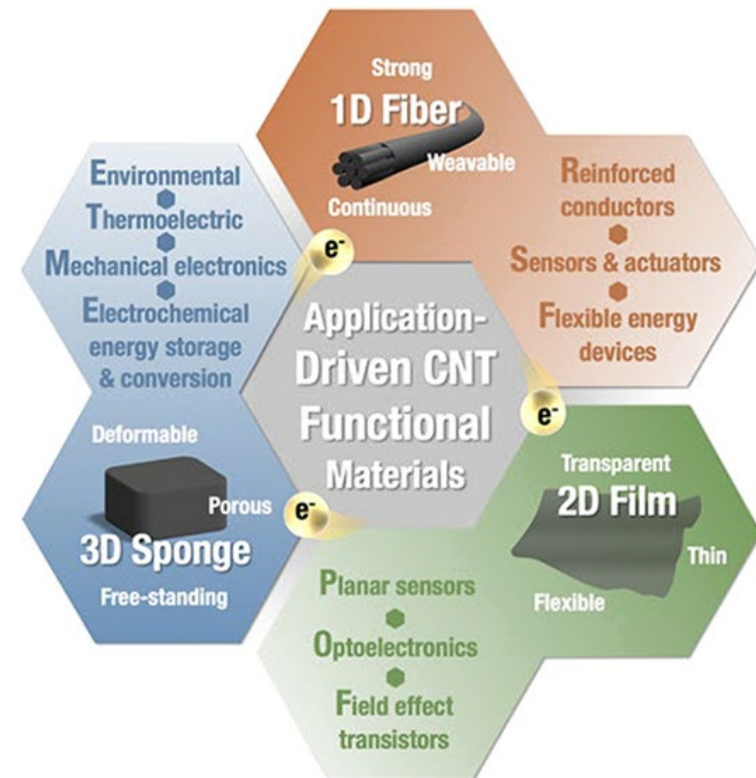 Strong
1D Fiber
Weavable
Continuous
Reinforced
conductors
Sensors & actuators
Flexible energy
devices
Environmental
Thermoelectric
Mechanical electronics
Electrochemical
energy storage
& conversion
e-
Application-
Driven CNT
Functional
Materials
e-
Deformable
Porous
3D Sponge
Free-standing
e-
Transparent
2D Film
Thin
Flexible
Planar sensors
Optoelectronics
Field effect
transistors